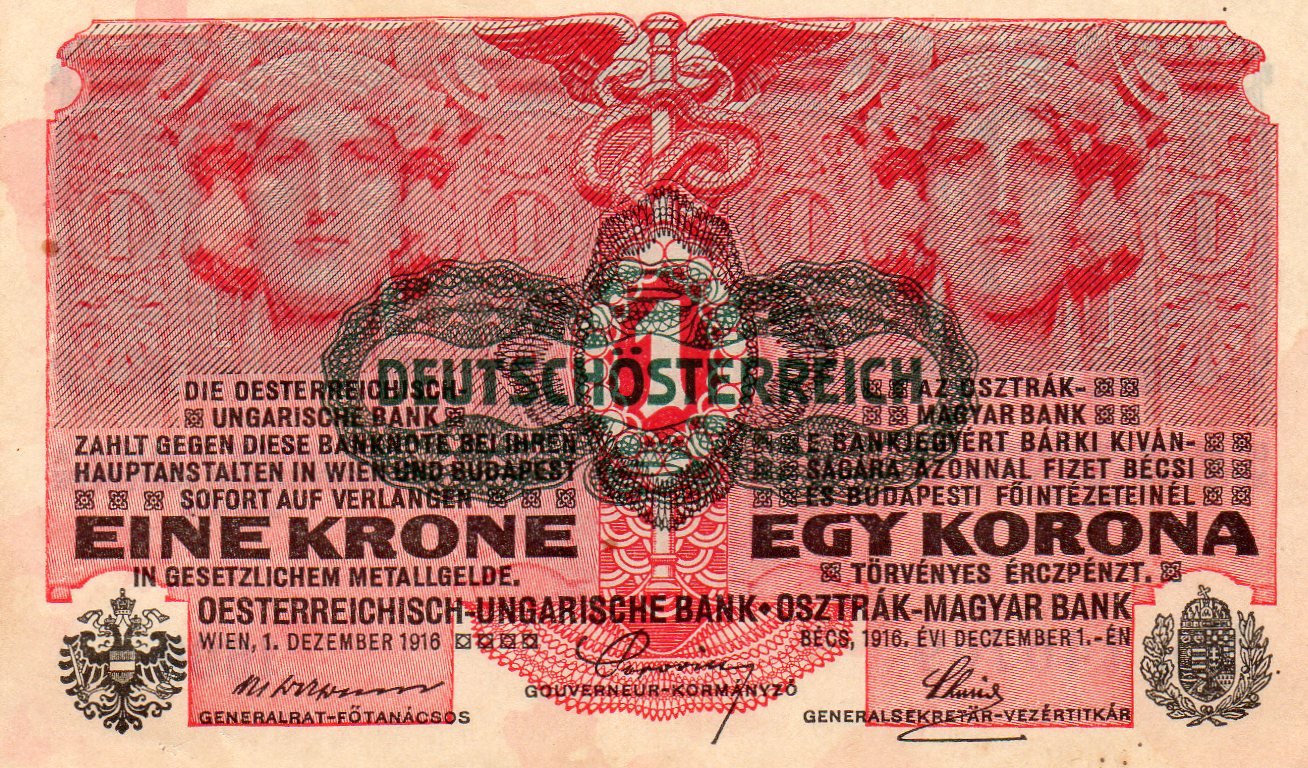 1
DEUTSCHÖSTERREICH
DIE OESTERREICHISCH-
UNGARISCHE BANK
ZAHLT GEGEN DIESE BANKNOTE BEI IHREN
HAUPTANSTALTEN IN WIEN UND BUDAPEST
SOFORT AUF VERLANGEN
EINE KRONE
IN GESETZLICHEM METALLGELDE.
AZ OSZTRÁK-
MAGYAR BANK
E BANKJEGYÉRT BÁRKI KIVÁN-
SÁGÁRA AZONNAL FIZET BÉCSI
ÉS BUDAPESTI FŐINTÉZETEINÉL
EGY KORONA
TÖRVÉNYES ÉRCZPÉNZT.
OESTERREICHISCH-UNGARISCHE BANK • OSZTRÁK-MAGYAR BANK
WIEN, 1. DEZEMBER 1916
BÉCS, 1916. ÉVI DECZEMBER 1.-ÉN
GENERALRAT-FŐTANÁCSOS
GOUVERNEUR-KORMÁNYZÓ
GENERALSEKRETÄR-VEZÉRTITKÁR